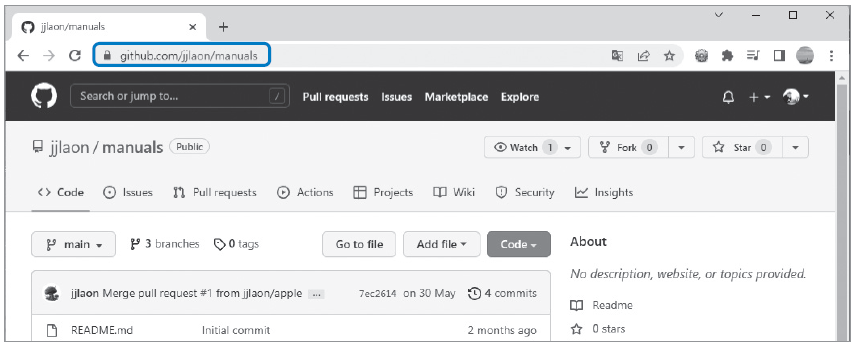 jjlaon/manuals
github.com/jjlaon/manuals
Search or jump to... / Pull requests Issues Marketplace Explore
jjlaon / manuals Public Watch 1 Fork 0 Star 0
Code Issues Pull requests Actions Projects Wiki Security Insights
main 3 branches 0 tags Go to file Add file Code About
No description, website, or topics provided.
jjlaon Merge pull request #1 from jjlaon/apple ... 7ec2614 on 30 May 4 commits
Readme
README.md Initial commit 2 months ago 0 stars